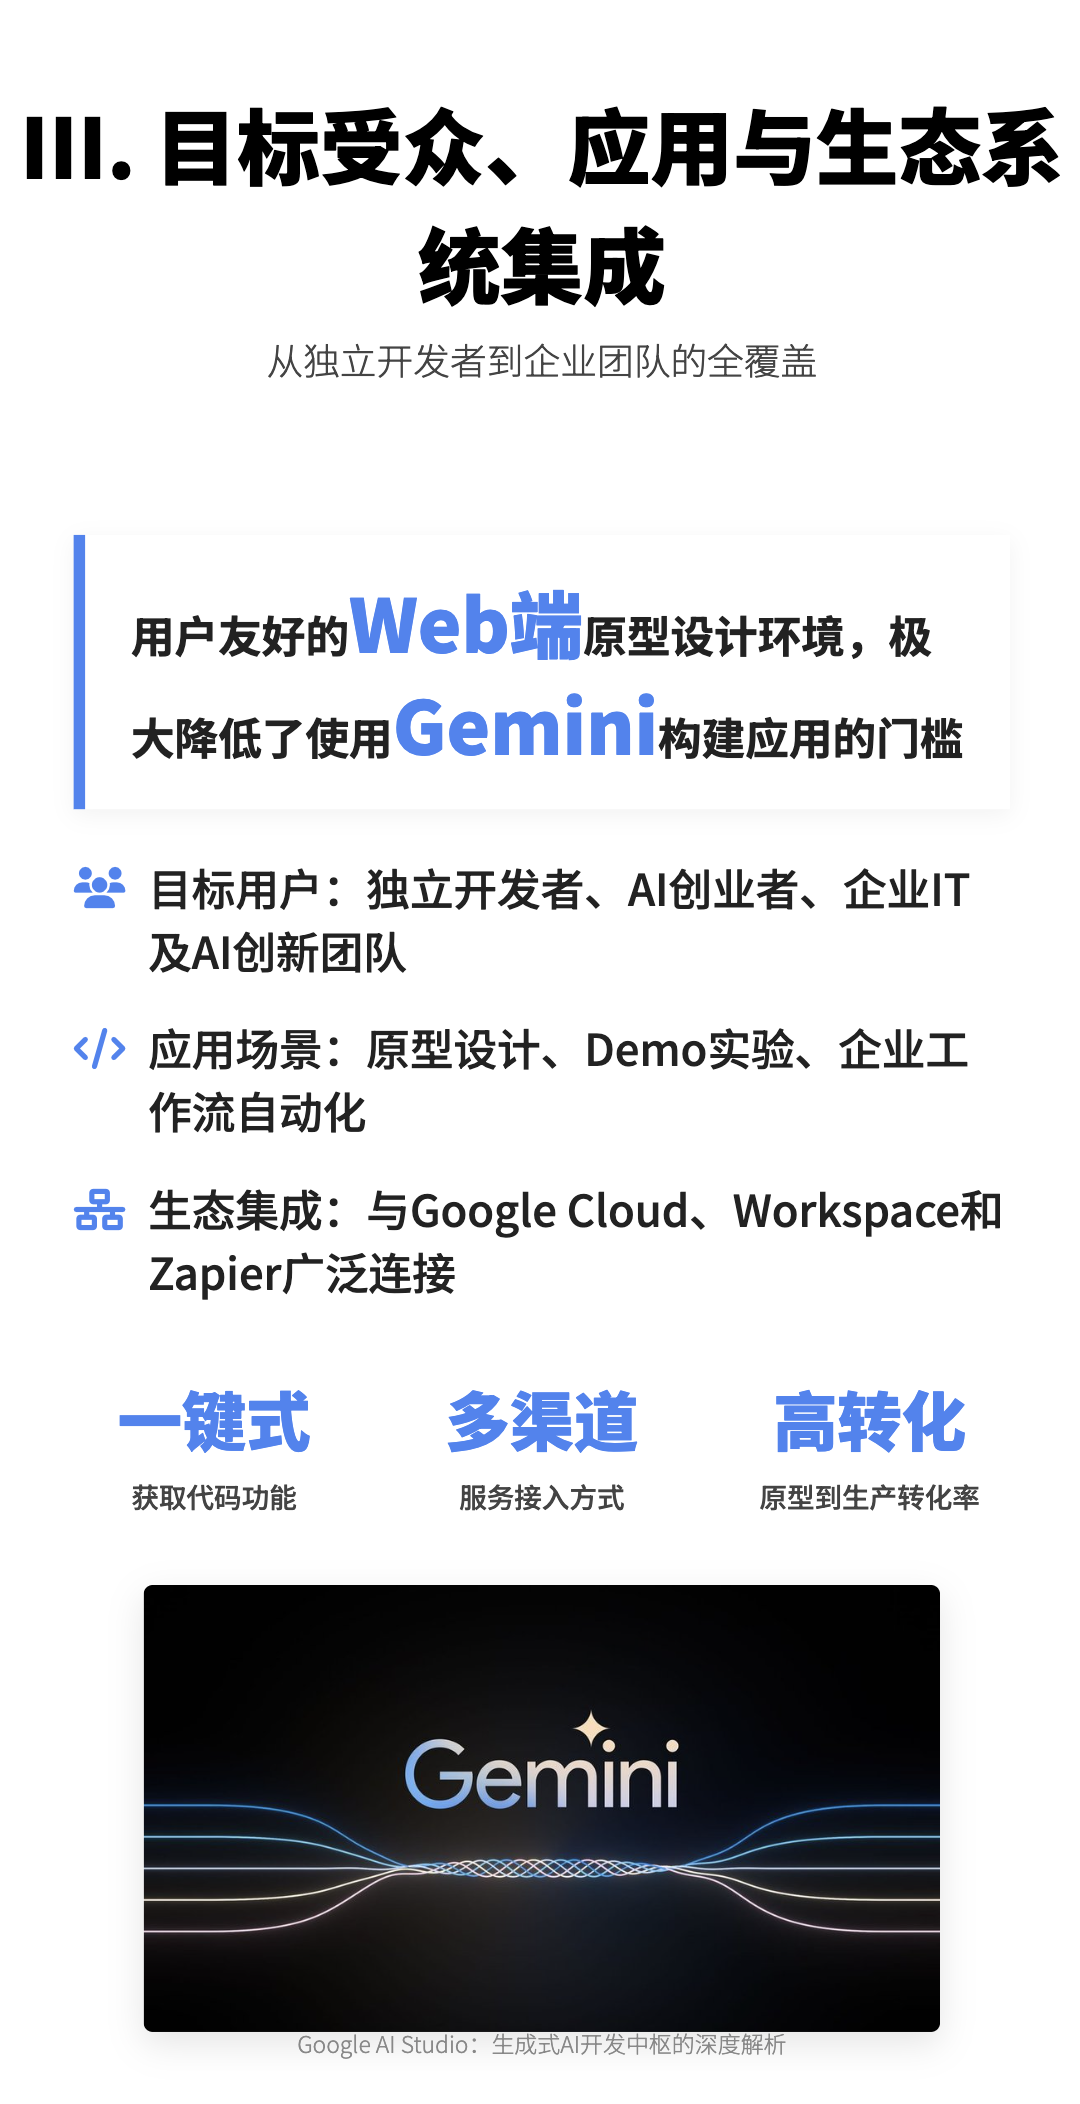 III. 目标受众、应用与生态系
统集成
从独立开发者到企业团队的全覆盖
用户友好的Web端原型设计环境，极
大降低了使用Gemini构建应用的门槛
目标用户：独立开发者、AI创业者、企业IT
及AI创新团队
应用场景：原型设计、Demo实验、企业工
作流自动化
生态集成：与Google Cloud、Workspace和
Zapier广泛连接
一键式 多渠道 高转化
获取代码功能 服务接入方式 原型到生产转化率
Gemini
Google AI Studio：生成式AI开发中枢的深度解析